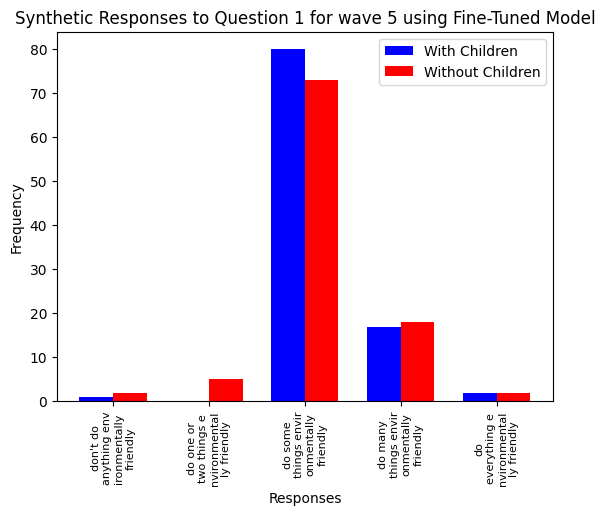 Synthetic Responses to Question 1 for wave 5 using Fine-Tuned Model
With Children
Without Children
Frequency
80
70
60
50
40
30
20
10
0
don't do
anything env
ironmentally
friendly
do one or
two things e
nvironmental
ly friendly
do some
things envir
onmentally
friendly
do many
things envir
onmentally
friendly
do
everything e
nvironmental
ly friendly
Responses